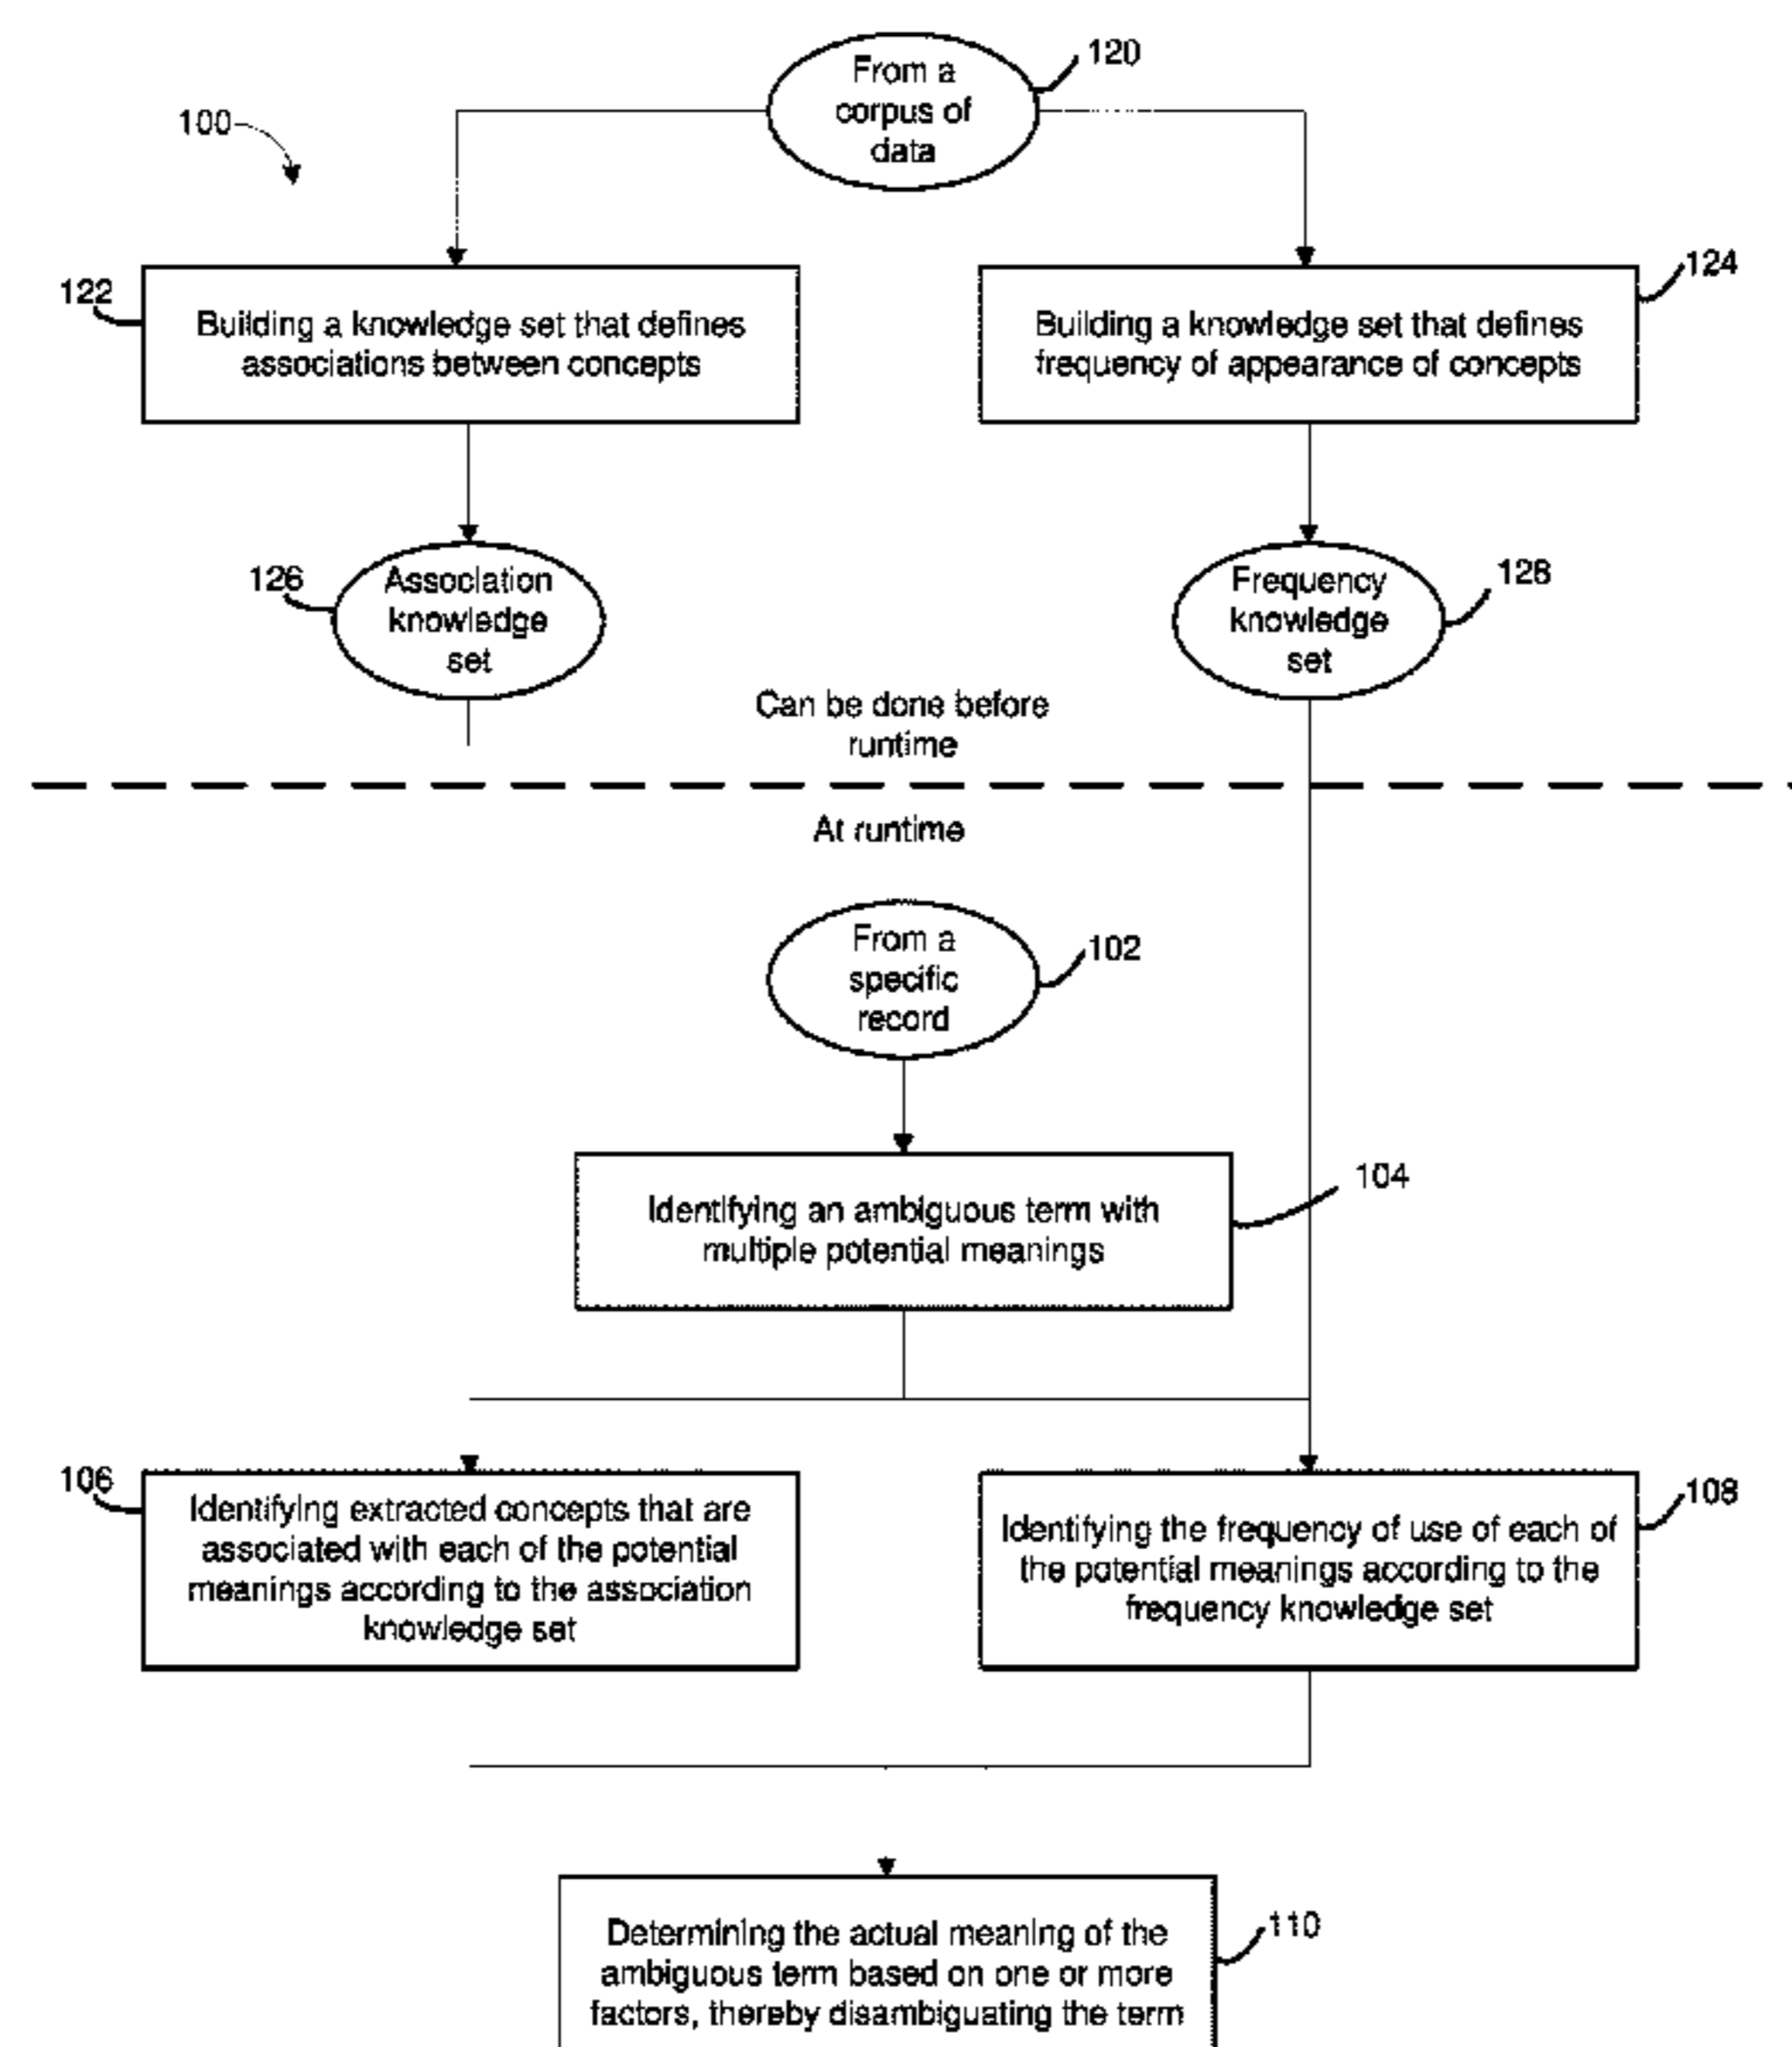 120
From a
corpus of
data
100
122
Building a knowledge set that defines
associations between concepts
124
Building a knowledge set that defines
frequency of appearance of concepts
126
Association
knowledge
set
128
Frequency
knowledge
set
Can be done before
runtime
At runtime
From a
specific
record
102
104
Identifying an ambiguous term with
multiple potential meanings
106
Identifying extracted concepts that are
associated with each of the potential
meanings according to the association
knowledge set
108
Identifying the frequency of use of each of
the potential meanings according to the
frequency knowledge set
110
Determining the actual meaning of the
ambiguous term based on one or more
factors, thereby disambiguating the term